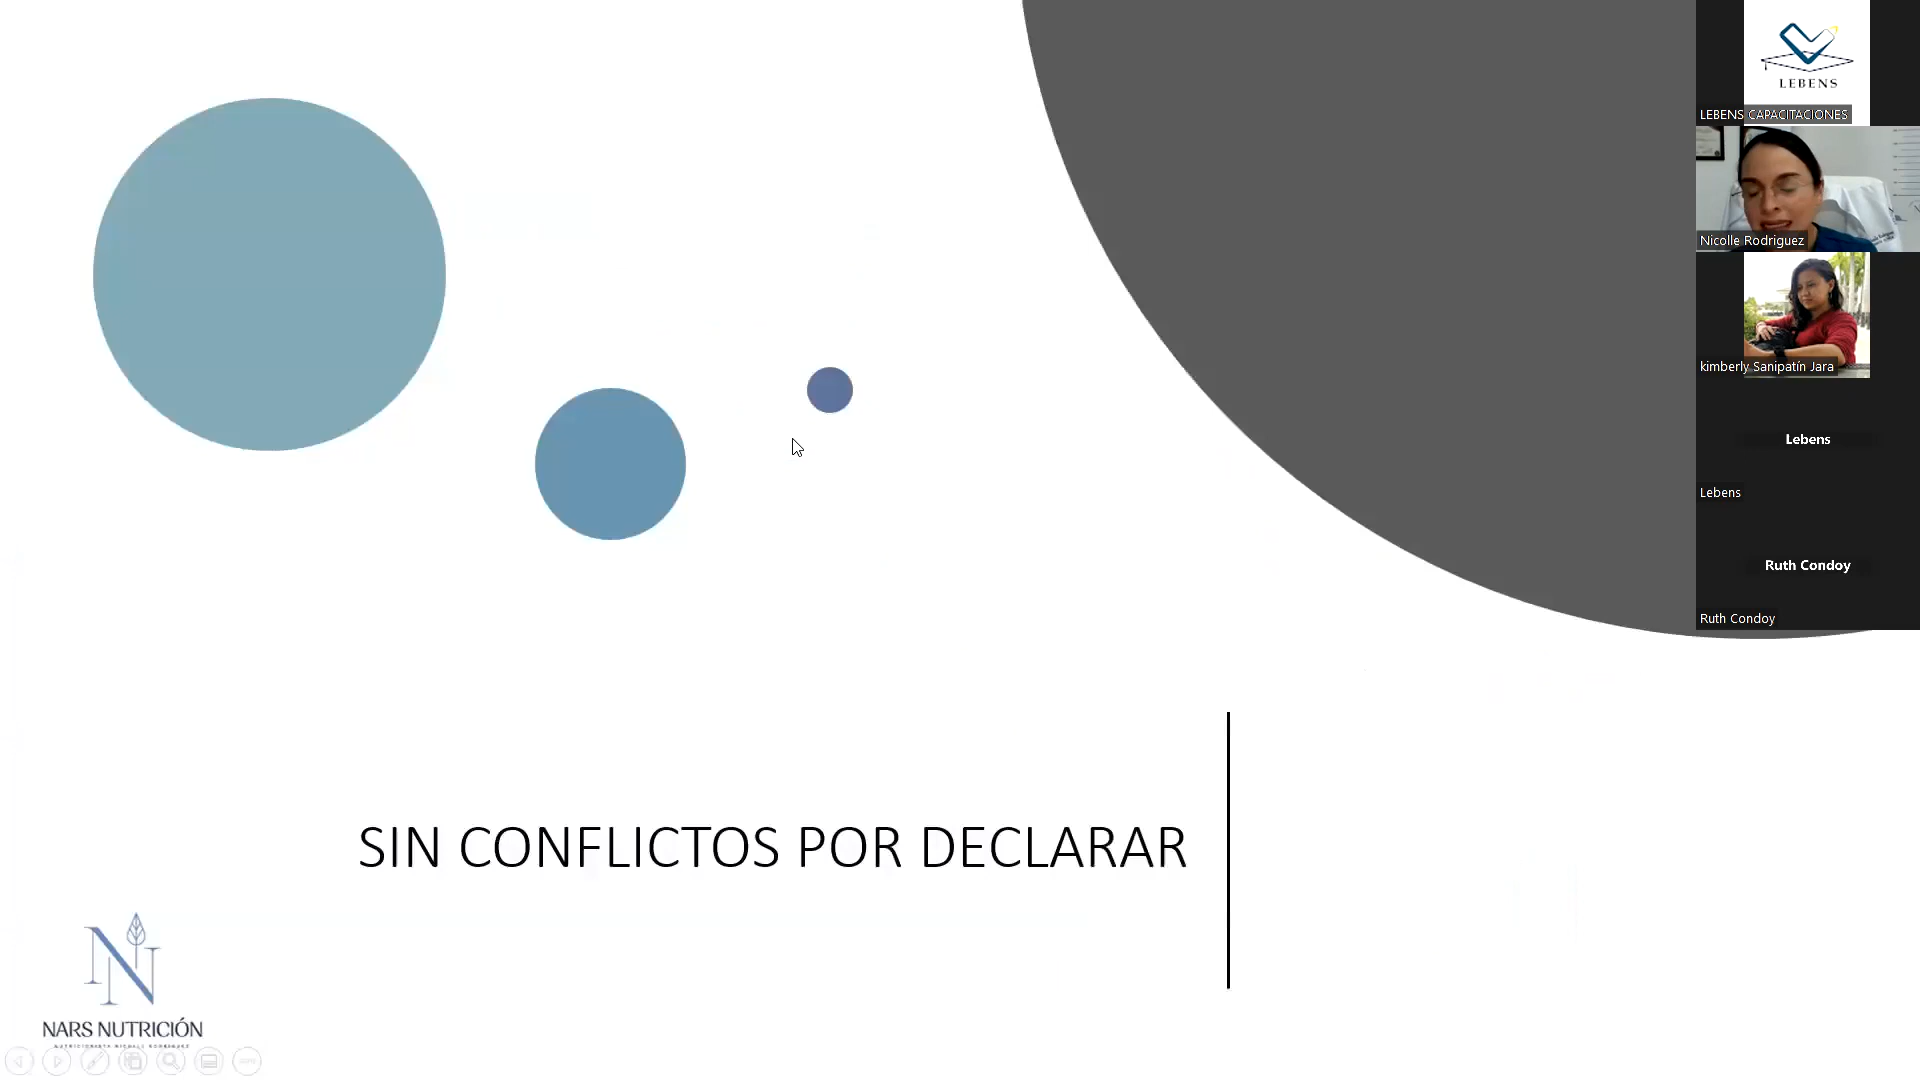 LEBENS
LEBENS CAPACITACIONES
Nicolle Rodriguez
kimberly Sanipatín Jara
Lebens
Lebens
Ruth Condoy
Ruth Condoy
SIN CONFLICTOS POR DECLARAR
NARS NUTRICIÓN